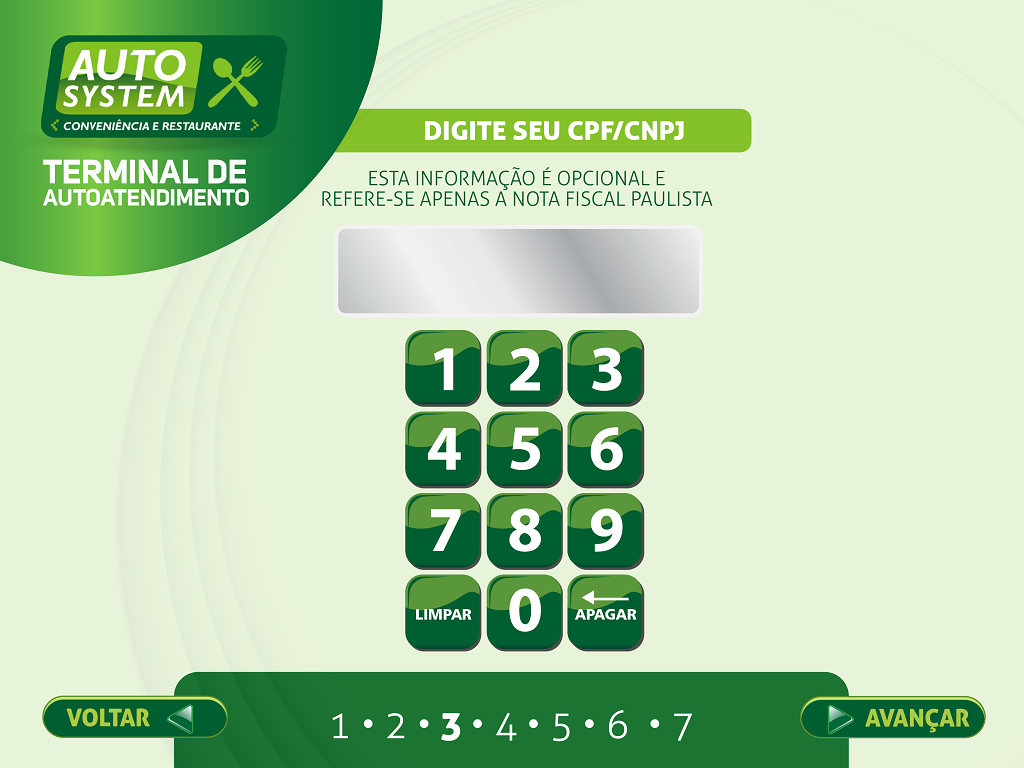 AUTO
SYSTEM
CONVENIÊNCIA E RESTAURANTE
TERMINAL DE
AUTOATENDIMENTO
DIGITE SEU CPF/CNPJ
ESTA INFORMAÇÃO É OPCIONAL E
REFERE-SE APENAS A NOTA FISCAL PAULISTA
1 2 3
4 5 6
7 8 9
LIMPAR 0 APAGAR
VOLTAR
1 • 2 • 3 • 4 • 5 • 6 • 7
AVANÇAR